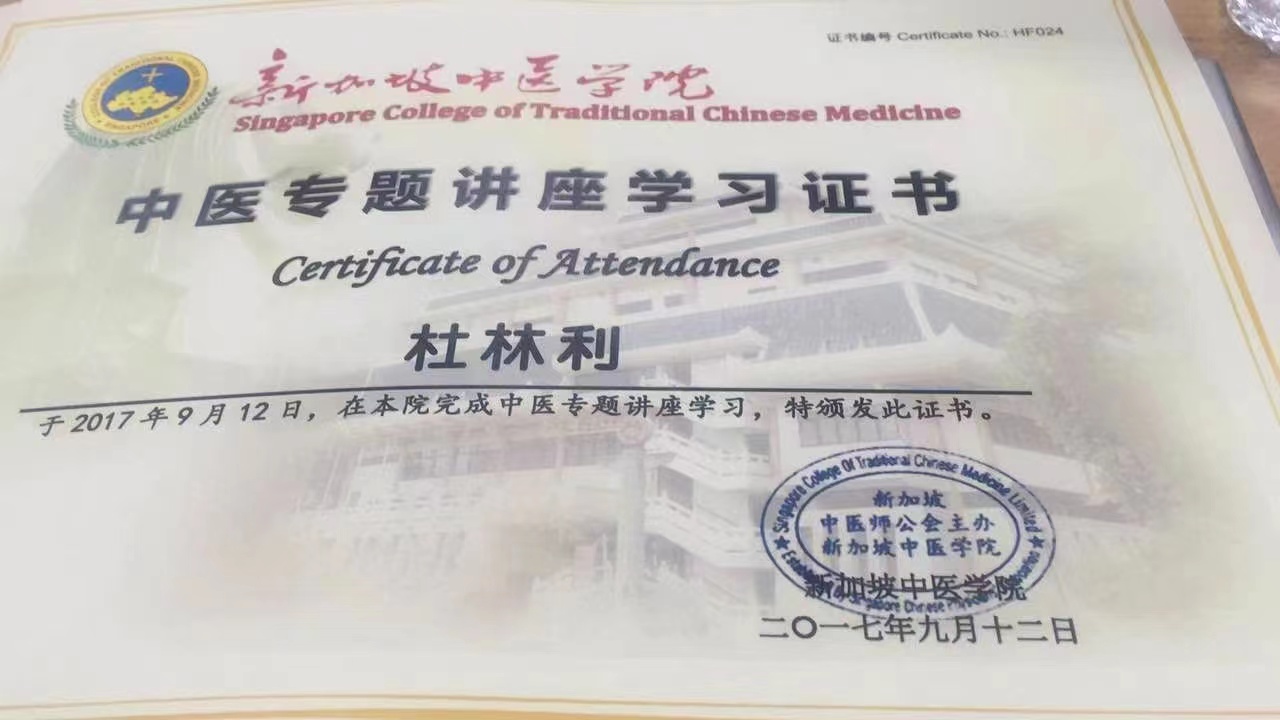 证书编号 Certificate No.: HF024
新加坡中医学院
Singapore College of Traditional Chinese Medicine
SINGAPORE
中医专题讲座学习证书
Certificate of Attendance
杜林利
于2017年9月12日，在本院完成中医专题讲座学习，特颁发此证书。
Singapore College Of Traditional Chinese Medicine Limited
新加坡
中医师公会主办
新加坡中医学院
Singapore Chinese
新加坡中医学院
二〇一七年九月十二日